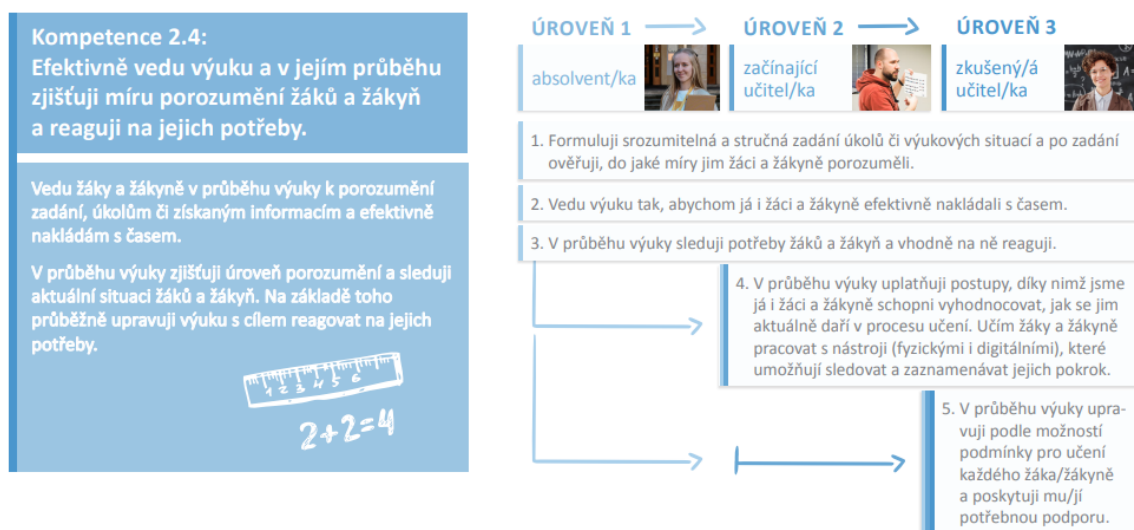 Kompetence 2.4:
Efektivně vedu výuku a v jejím průběhu
zjišťuji míru porozumění žáků a žákyň
a reaguji na jejich potřeby.
Vedu žáky a žákyně v průběhu výuky k porozumění
zadání, úkolům či získaným informacím a efektivně
nakládám s časem.
V průběhu výuky zjišťuji úroveň porozumění a sleduji
aktuální situaci žáků a žákyň. Na základě toho
průběžně upravuji výuku s cílem reagovat na jejich
potřeby.
1 2 3 4 5 6
2+2=4
ÚROVEŇ 1
absolvent/ka
ÚROVEŇ 2
začínající
učitel/ka
ÚROVEŇ 3
zkušený/á
učitel/ka
1. Formuluji srozumitelná a stručná zadání úkolů či výukových situací a po zadání
ověřuji, do jaké míry jim žáci a žákyně porozuměli.
2. Vedu výuku tak, abychom já i žáci a žákyně efektivně nakládali s časem.
3. V průběhu výuky sleduji potřeby žáků a žákyň a vhodně na ně reaguji.
4. V průběhu výuky uplatňuji postupy, díky nimž jsme
já i žáci a žákyně schopni vyhodnocovat, jak se jim
aktuálně daří v procesu učení. Učím žáky a žákyně
pracovat s nástroji (fyzickými i digitálními), které
umožňují sledovat a zaznamenávat jejich pokrok.
5. V průběhu výuky upra-
vuji podle možností
podmínky pro učení
každého žáka/žákyně
a poskytuji mu/jí
potřebnou podporu.